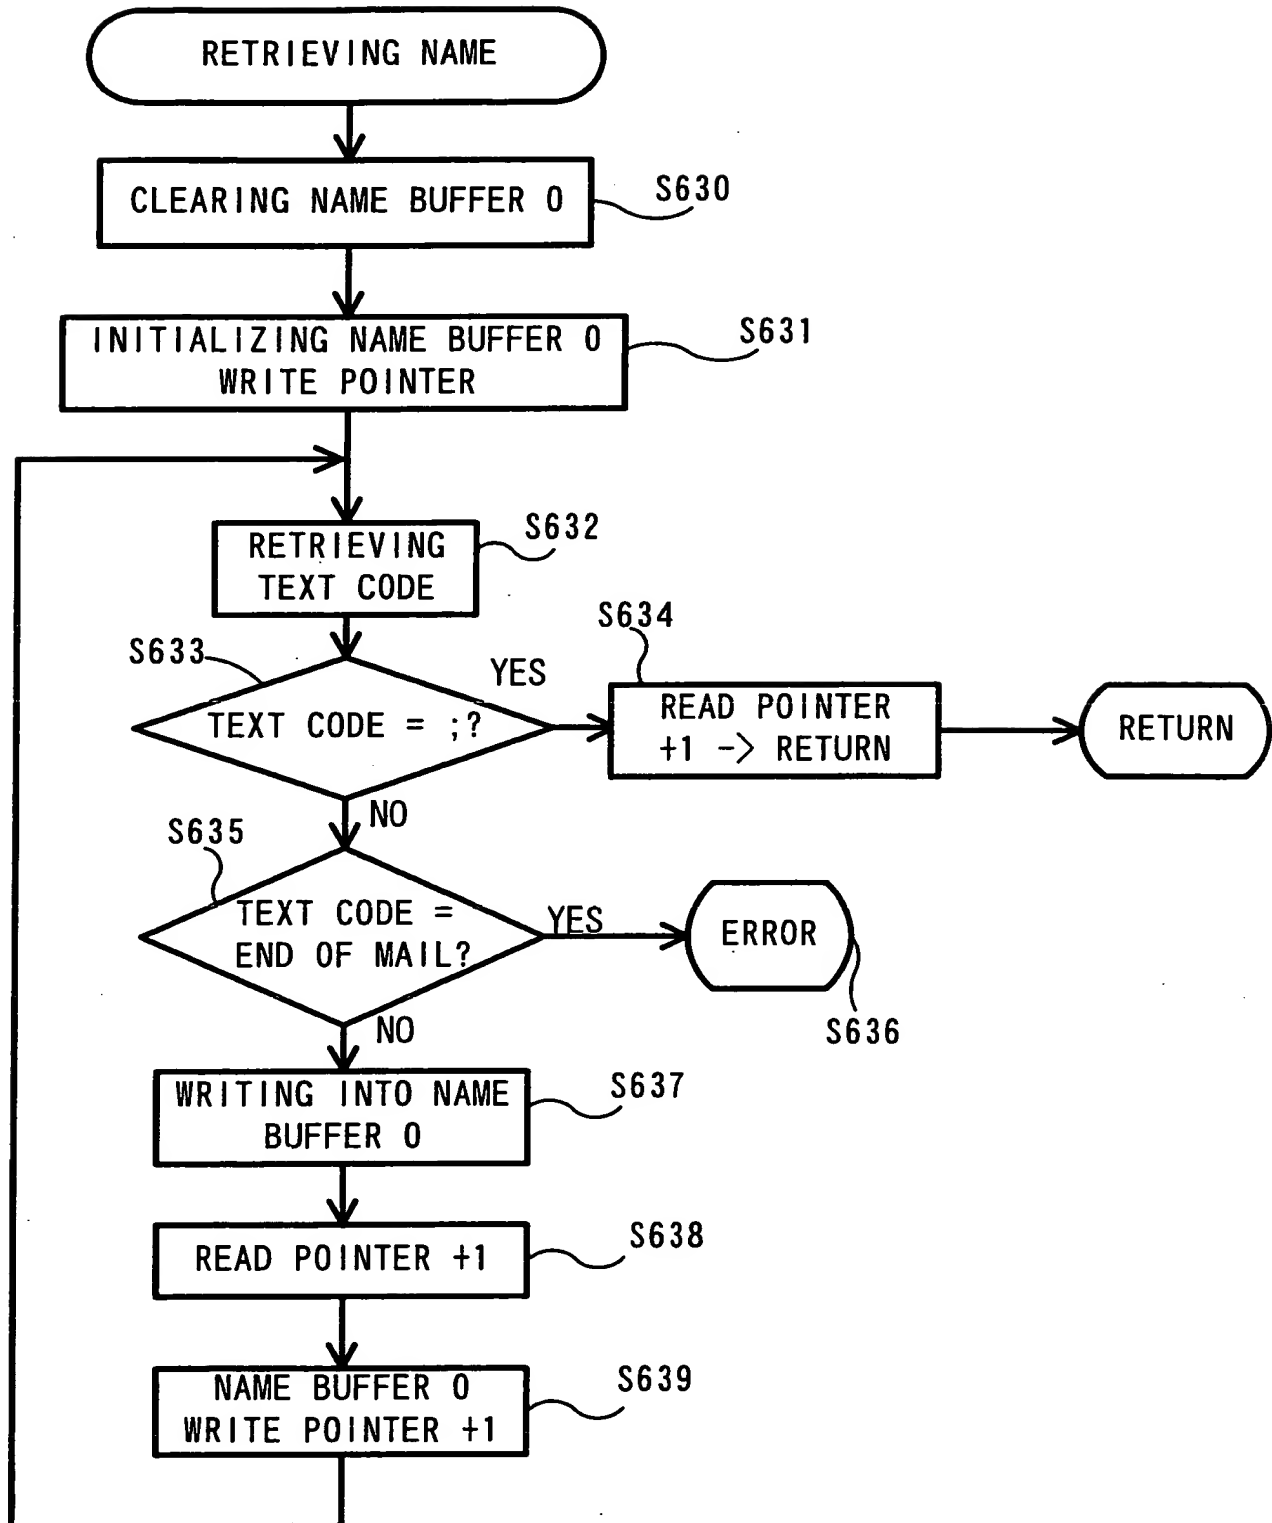 RETRIEVING NAME
CLEARING NAME BUFFER 0
S630
INITIALIZING NAME BUFFER 0
WRITE POINTER
S631
RETRIEVING
TEXT CODE
S632
S633
TEXT CODE = ;?
YES
S634
READ POINTER
+1 -> RETURN
RETURN
NO
S635
TEXT CODE =
END OF MAIL?
YES
ERROR
S636
NO
WRITING INTO NAME
BUFFER 0
S637
READ POINTER +1
S638
NAME BUFFER 0
WRITE POINTER +1
S639